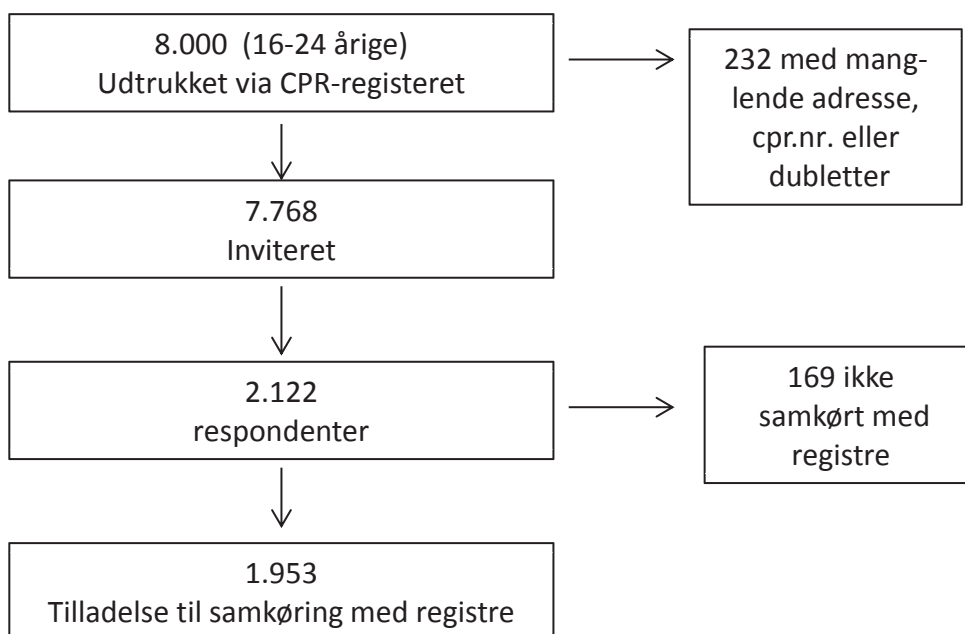 8.000 (16-24 årige)
Udtrukket via CPR-registeret
232 med mang-
lende adresse,
cpr.nr. eller
dubletter
7.768
Inviteret
2.122
respondenter
169 ikke
samkørt med
registre
1.953
Tilladelse til samkøring med registre